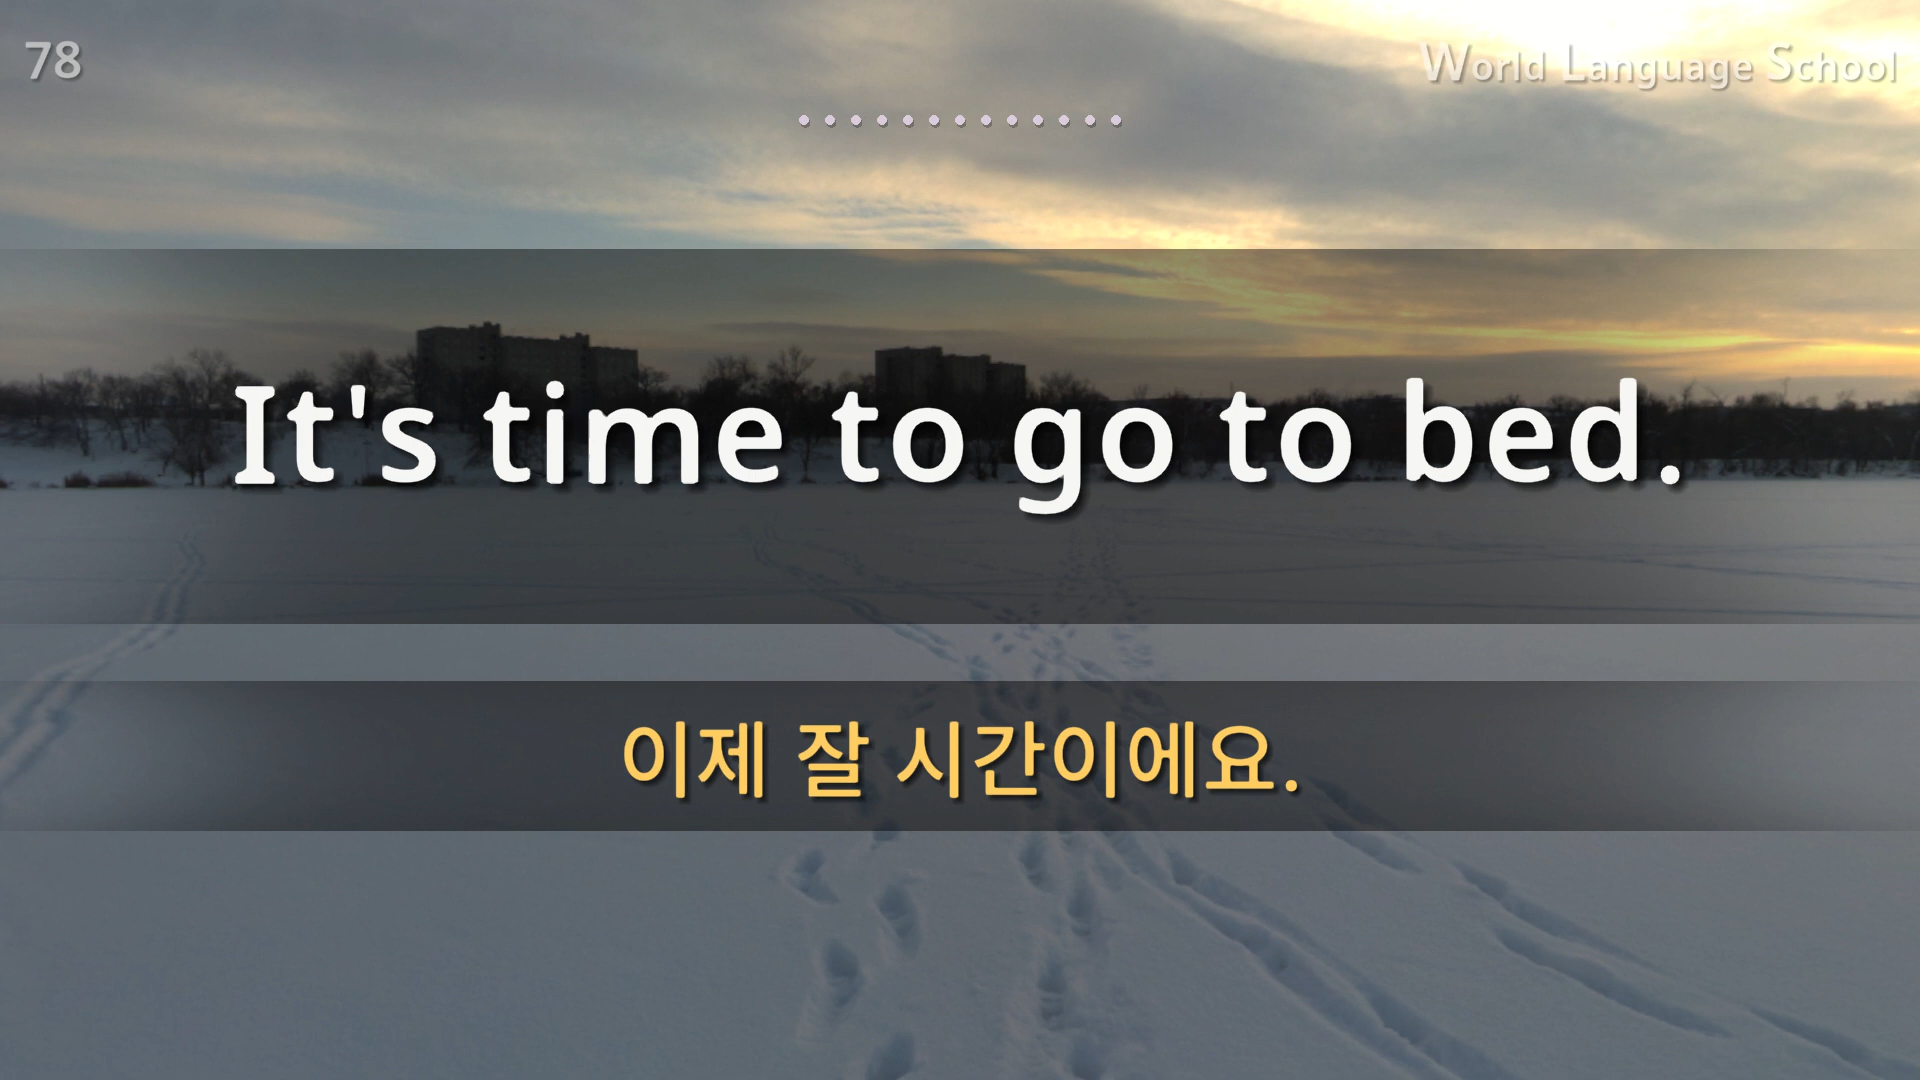 78
World Language School
It's time to go to bed.
이제 잘 시간이에요.